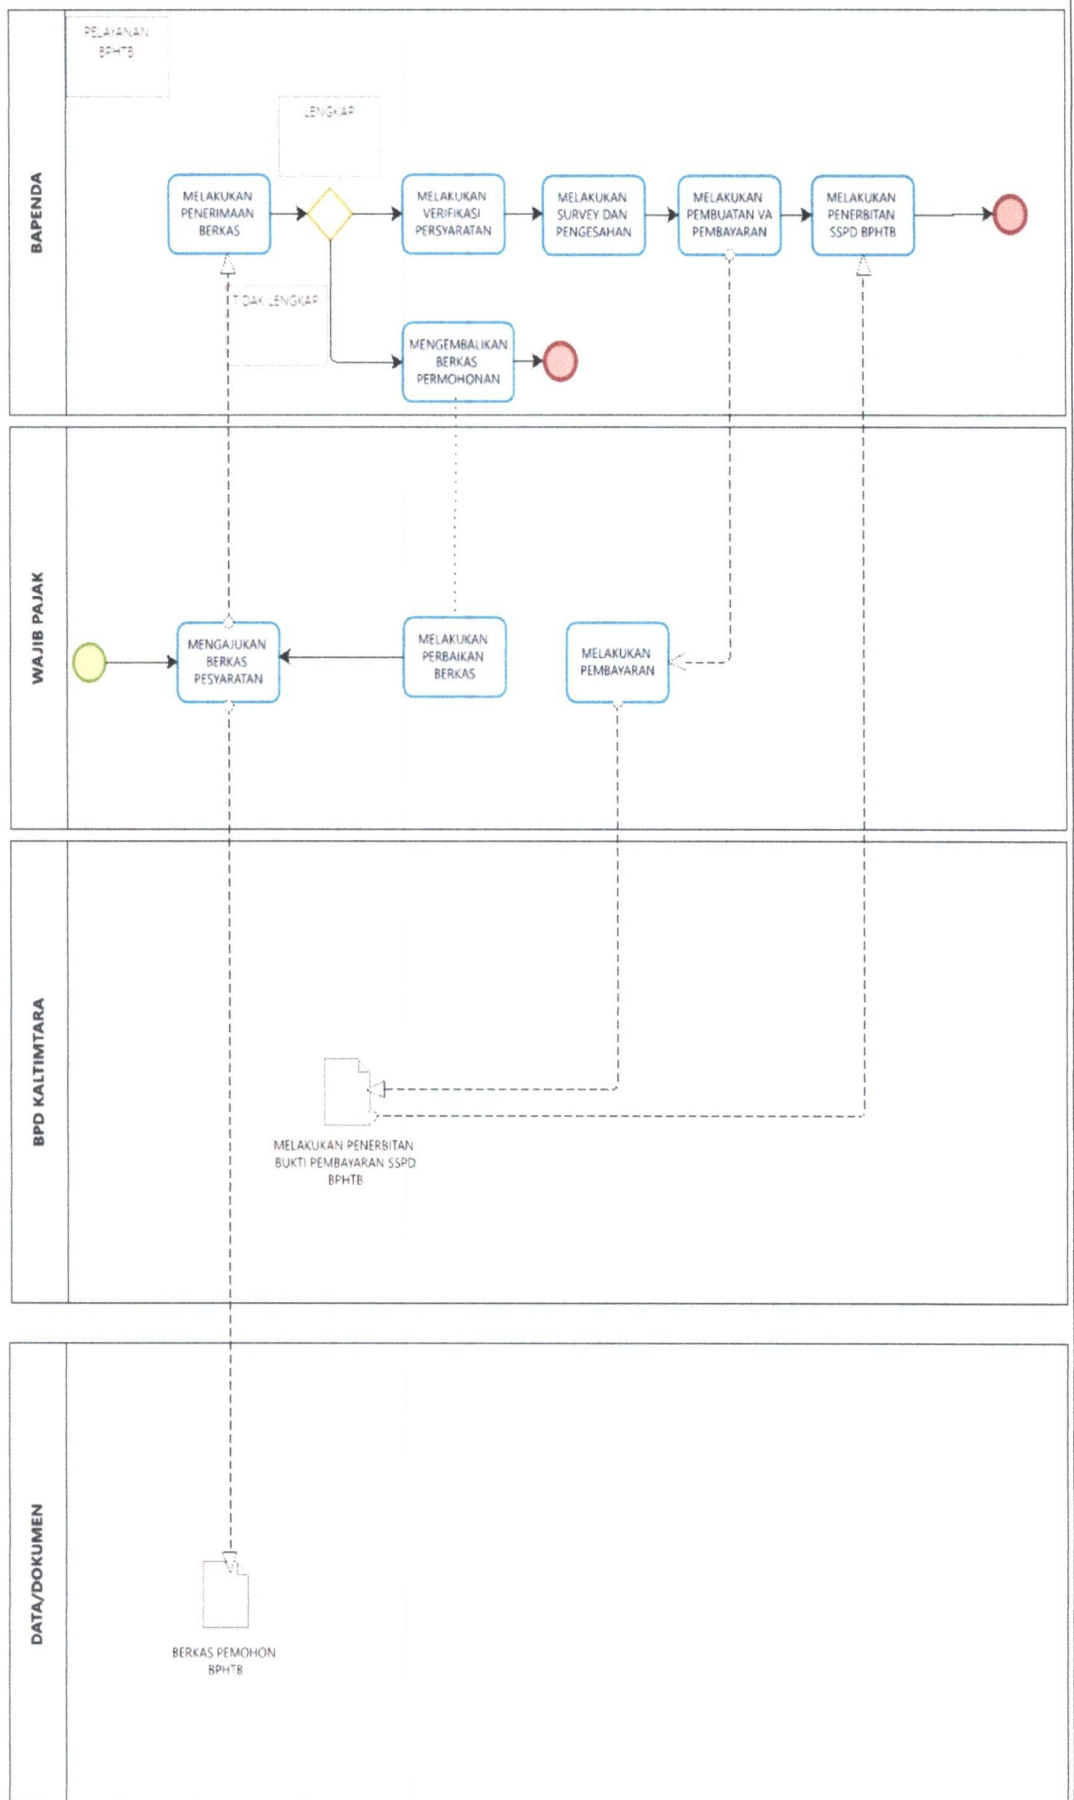 PELAYANAN
BPHTB
LENGKAP
BAPENDA
MELAKUKAN
PENERIMAAN
BERKAS
MELAKUKAN
VERIFIKASI
PERSYARATAN
MELAKUKAN
SURVEY DAN
PENGESAHAN
MELAKUKAN
PEMBUATAN VA
PEMBAYARAN
MELAKUKAN
PENERBITAN
SSPD BPHTB
TIDAK LENGKAP
MENGEMBALIKAN
BERKAS
PERMOHONAN
WAJIB PAJAK
MENGAJUKAN
BERKAS
PESYARATAN
MELAKUKAN
PERBAIKAN
BERKAS
MELAKUKAN
PEMBAYARAN
BPD KALTIMTARA
MELAKUKAN PENERBITAN
BUKTI PEMBAYARAN SSPD
BPHTB
DATA/DOKUMEN
BERKAS PEMOHON
BPHTB